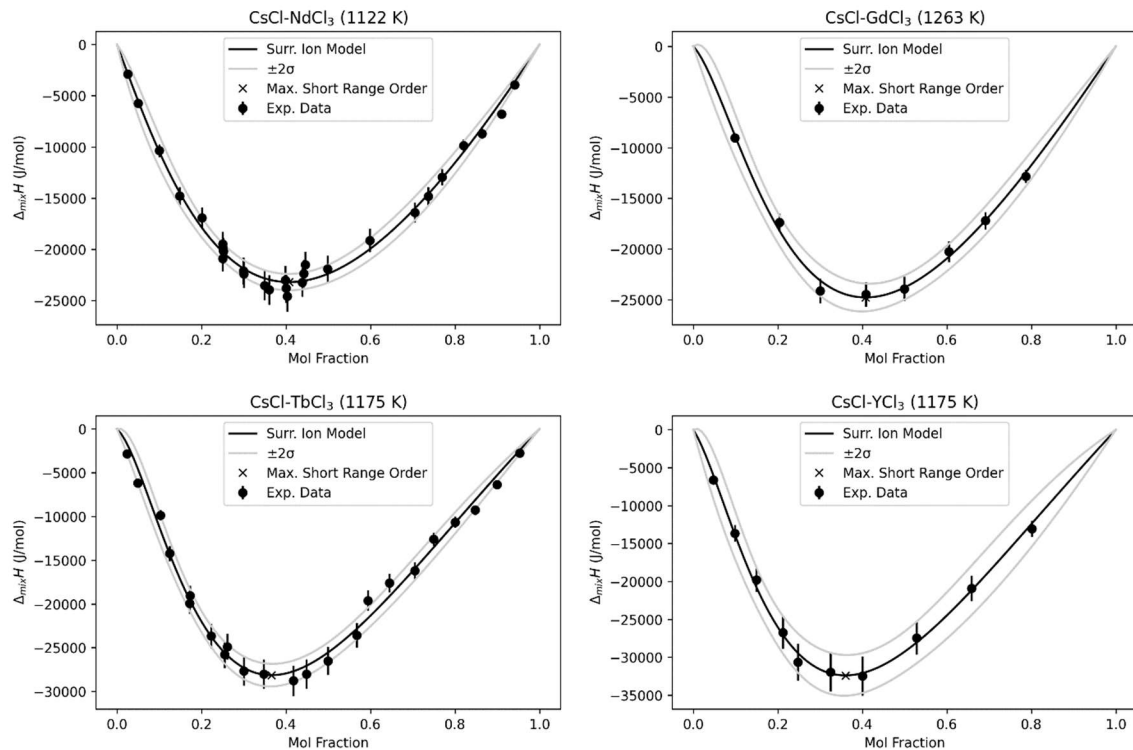 CsCl-NdCl₃ (1122 K)
Surr. Ion Model
±2σ
Max. Short Range Order
Exp. Data
0
−5000
−10000
−15000
−20000
−25000
ΔₘᵢₓH (J/mol)
0.0 0.2 0.4 0.6 0.8 1.0
Mol Fraction
CsCl-GdCl₃ (1263 K)
Surr. Ion Model
±2σ
Max. Short Range Order
Exp. Data
0
−5000
−10000
−15000
−20000
−25000
ΔₘᵢₓH (J/mol)
0.0 0.2 0.4 0.6 0.8 1.0
Mol Fraction
CsCl-TbCl₃ (1175 K)
Surr. Ion Model
±2σ
Max. Short Range Order
Exp. Data
0
−5000
−10000
−15000
−20000
−25000
−30000
ΔₘᵢₓH (J/mol)
0.0 0.2 0.4 0.6 0.8 1.0
Mol Fraction
CsCl-YCl₃ (1175 K)
Surr. Ion Model
±2σ
Max. Short Range Order
Exp. Data
0
−5000
−10000
−15000
−20000
−25000
−30000
−35000
ΔₘᵢₓH (J/mol)
0.0 0.2 0.4 0.6 0.8 1.0
Mol Fraction